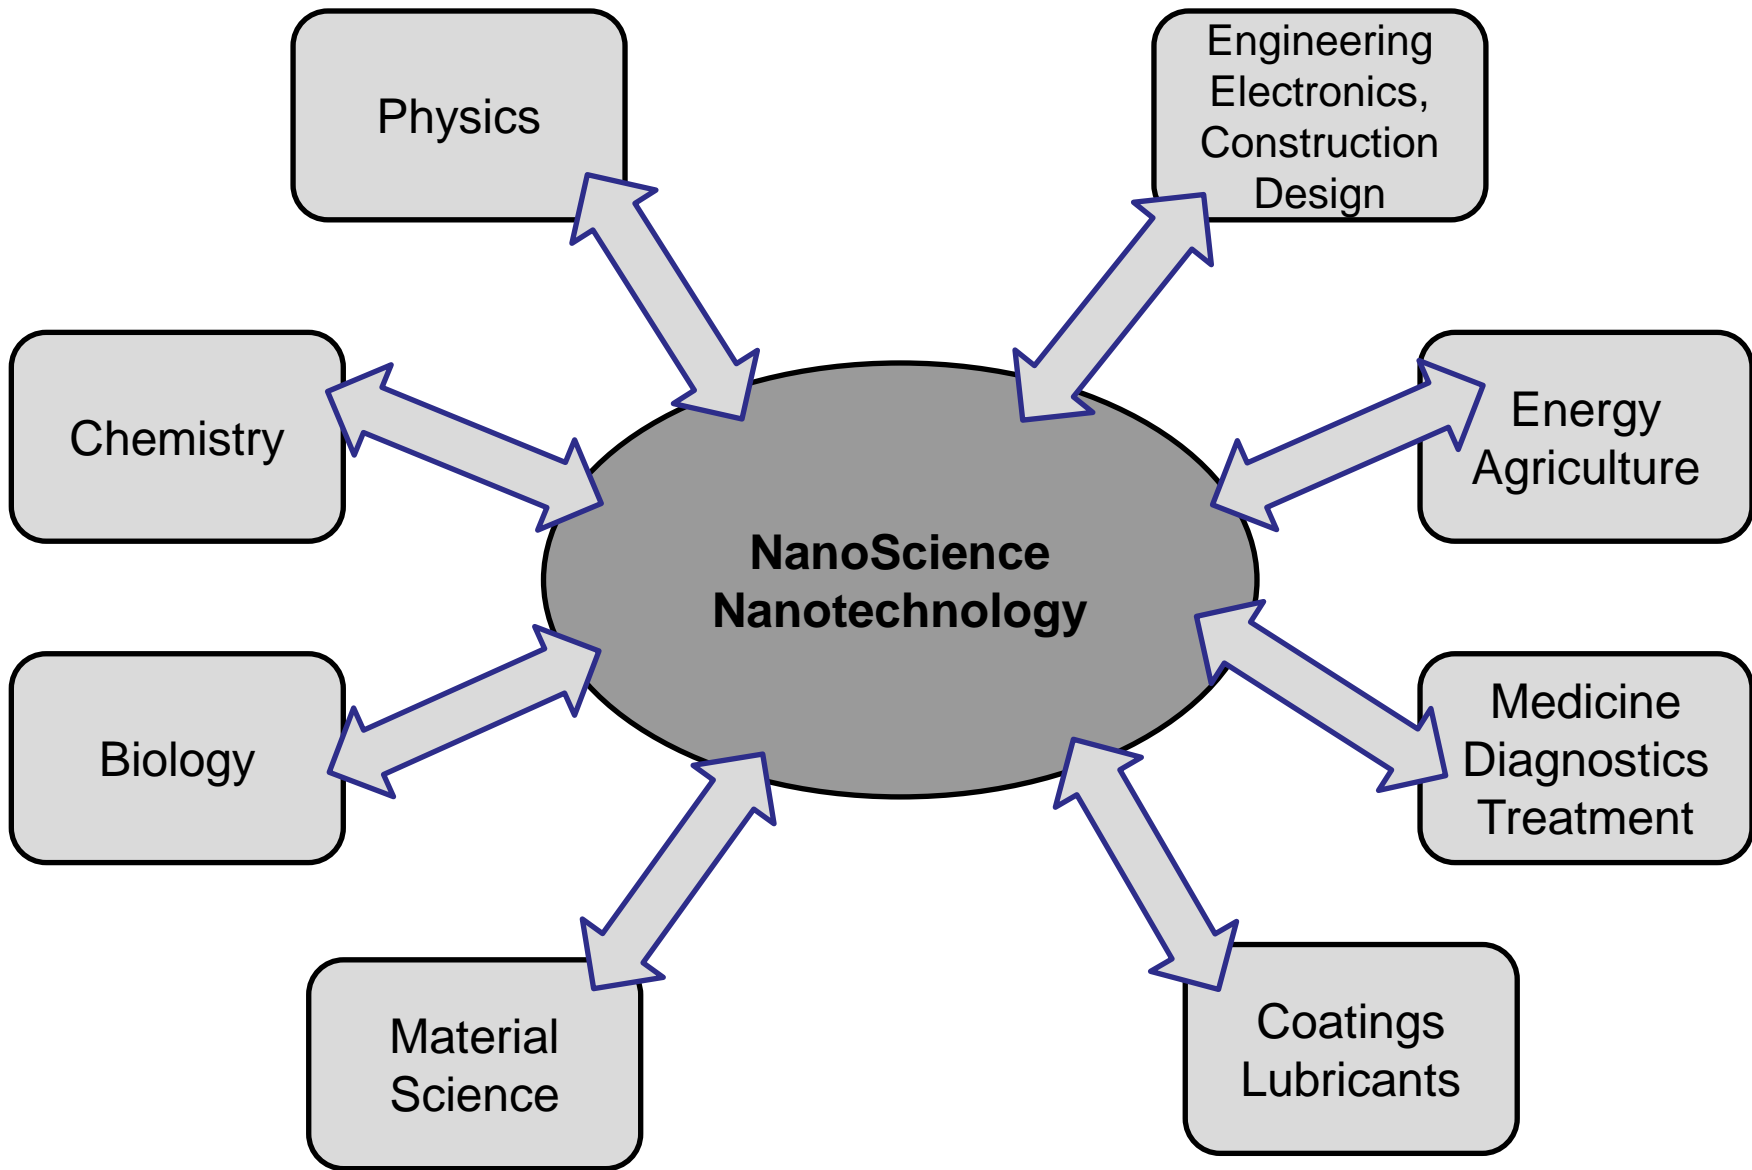 Physics
Engineering
Electronics,
Construction
Design
Chemistry
Energy
Agriculture
NanoScience
Nanotechnology
Biology
Medicine
Diagnostics
Treatment
Material
Science
Coatings
Lubricants